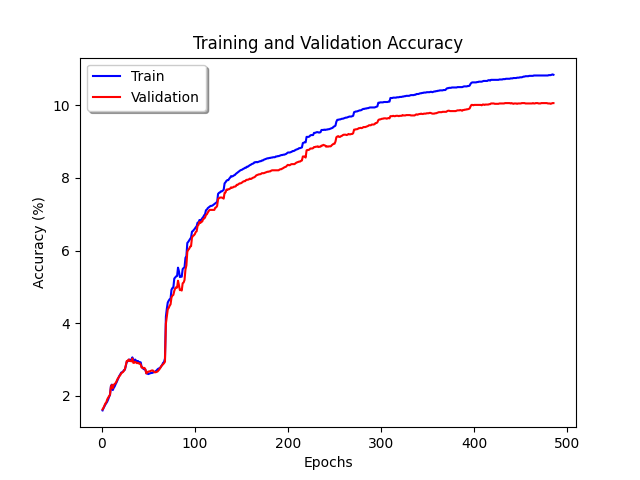 Training and Validation Accuracy
Train
Validation
10
8
6
4
2
Accuracy (%)
0
100
200
300
400
500
Epochs